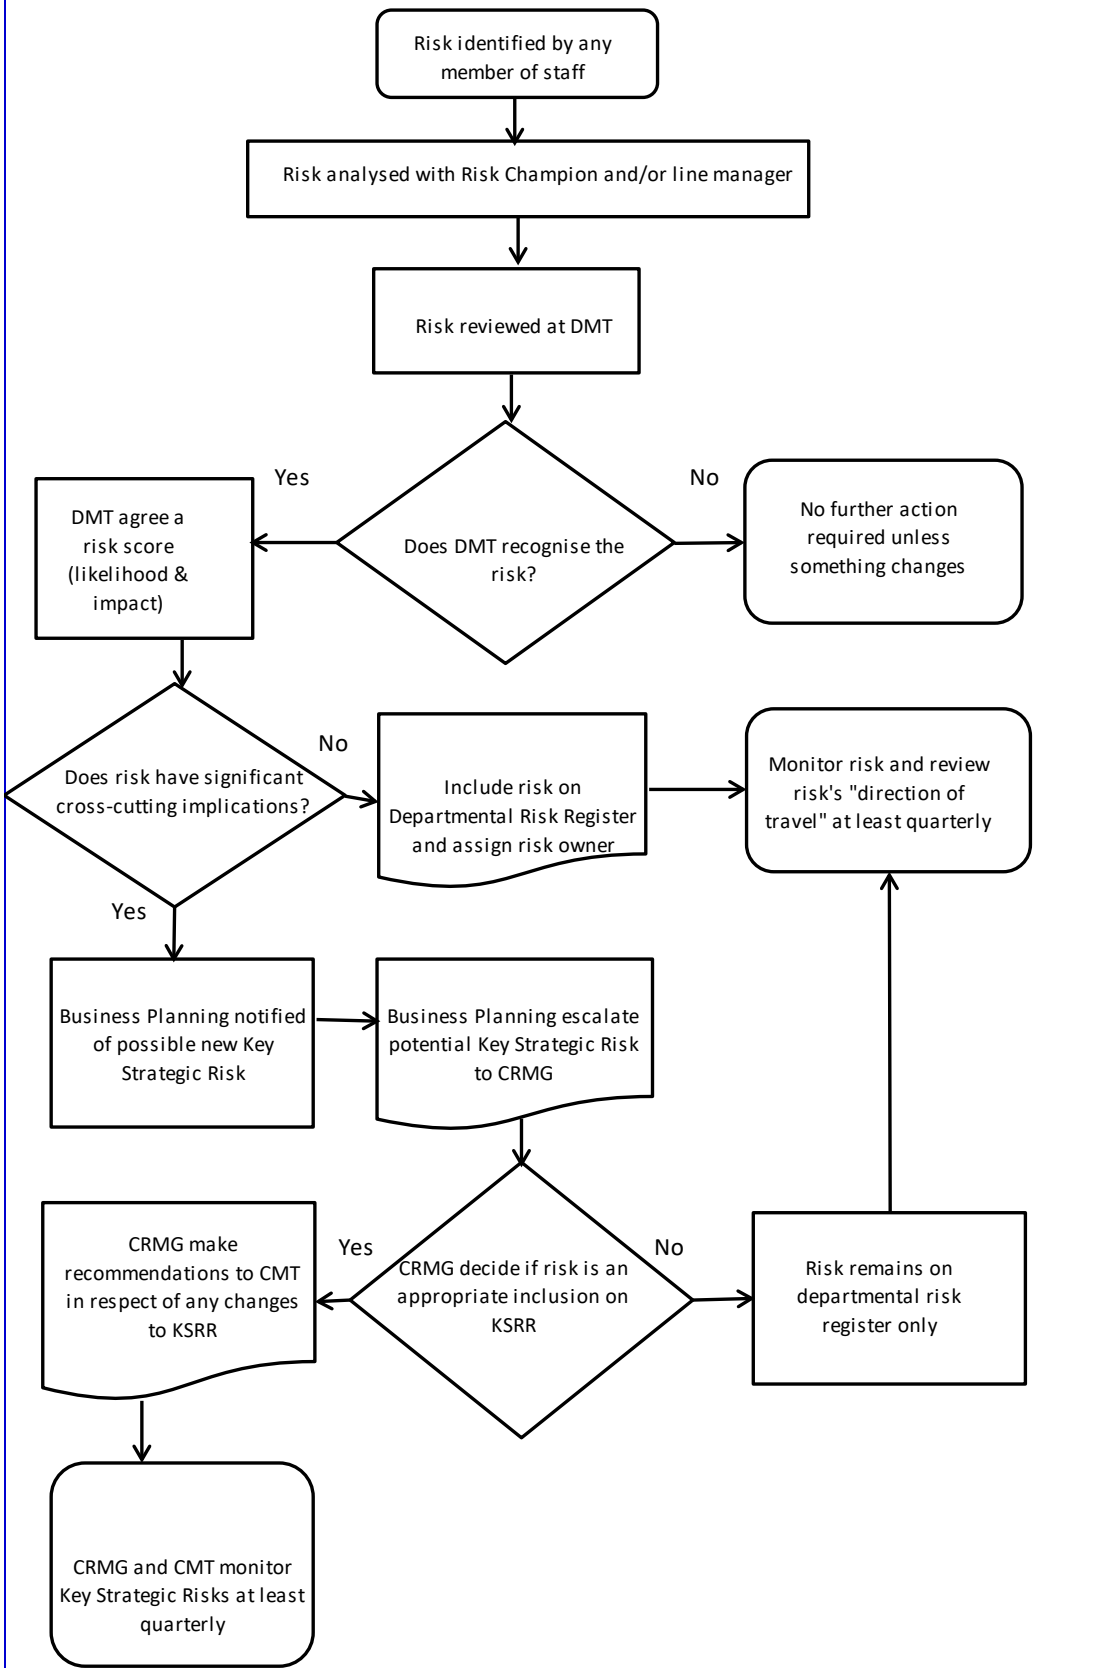 Risk identified by any
member of staff
Risk analysed with Risk Champion and/or line manager
Risk reviewed at DMT
Yes
No
DMT agree a
risk score
(likelihood &
impact)
Does DMT recognise the
risk?
No further action
required unless
something changes
No
Does risk have significant
cross-cutting implications?
Include risk on
Departmental Risk Register
and assign risk owner
Monitor risk and review
risk's "direction of
travel" at least quarterly
Yes
Business Planning notified
of possible new Key
Strategic Risk
Business Planning escalate
potential Key Strategic Risk
to CRMG
CRMG make
recommendations to CMT
in respect of any changes
to KSRR
Yes
CRMG decide if risk is an
appropriate inclusion on
KSRR
No
Risk remains on
departmental risk
register only
CRMG and CMT monitor
Key Strategic Risks at least
quarterly